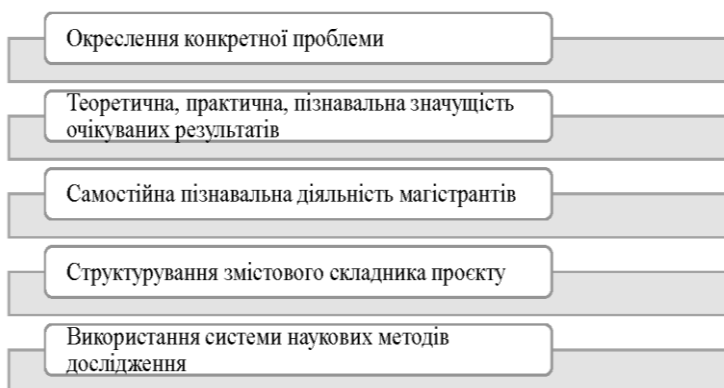 Окреслення конкретної проблеми
Теоретична, практична, пізнавальна значущість
очікуваних результатів
Самостійна пізнавальна діяльність магістрантів
Структурування змістового складника проєкту
Використання системи наукових методів
дослідження